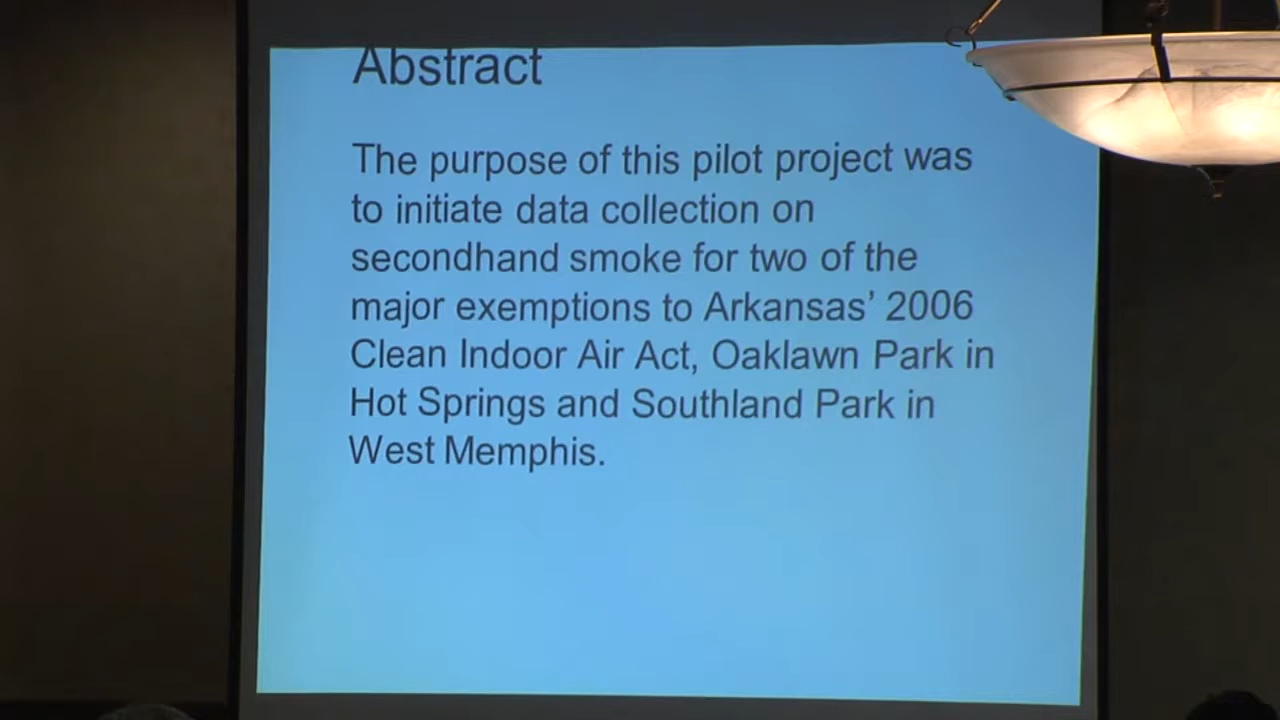 Abstract
The purpose of this pilot project was
to initiate data collection on
secondhand smoke for two of the
major exemptions to Arkansas’ 2006
Clean Indoor Air Act, Oaklawn Park in
Hot Springs and Southland Park in
West Memphis.